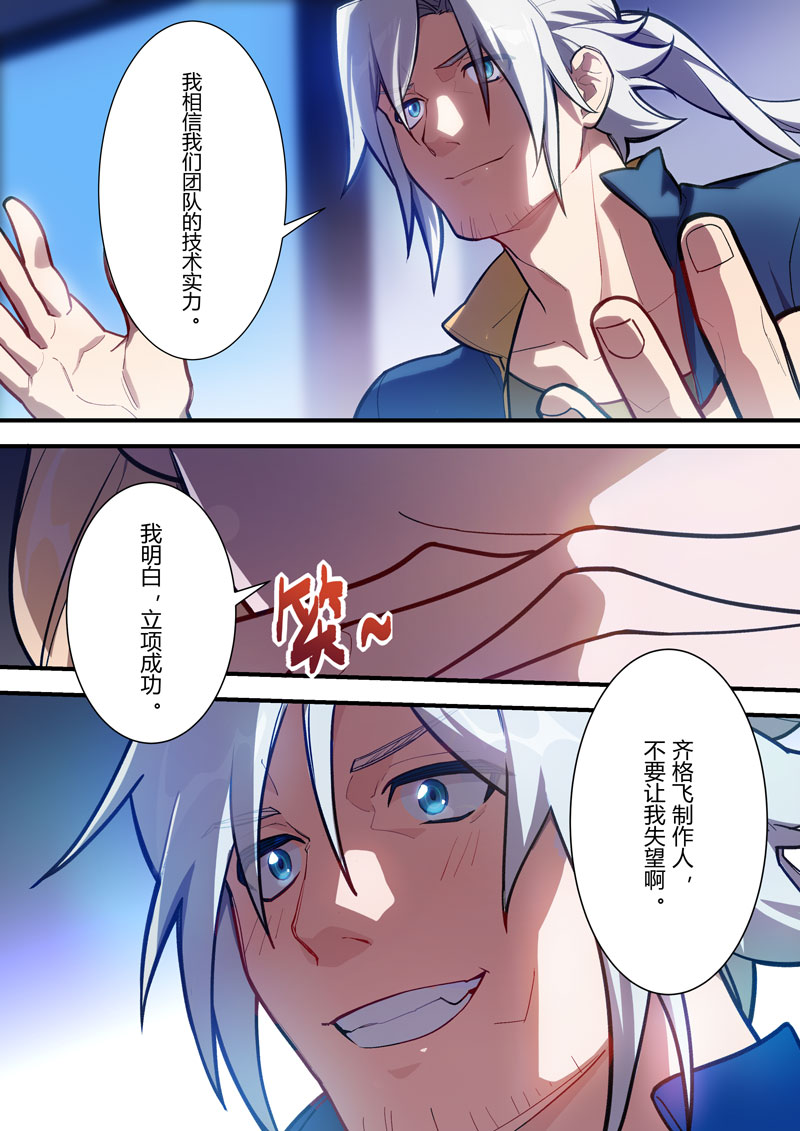 我相信我们团队的技术实力。
我明白，立项成功。
笑~
齐格飞制作人，
不要让我失望啊。